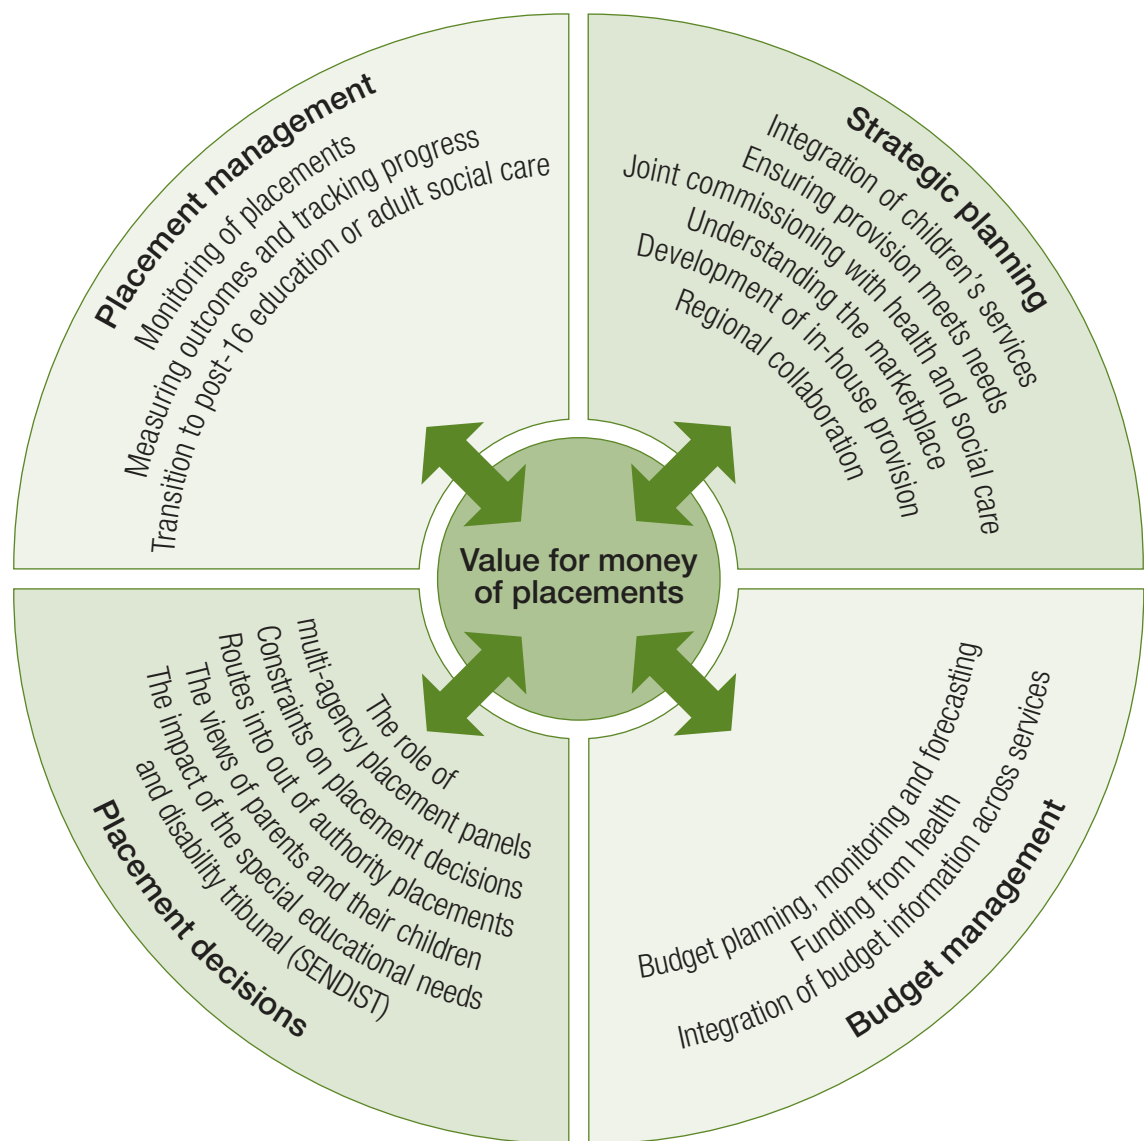 Placement management
Monitoring of placements
Measuring outcomes and tracking progress
Transition to post-16 education or adult social care
Strategic planning
Integration of children’s services
Ensuring provision meets needs
Joint commissioning with health and social care
Understanding the marketplace
Development of in-house provision
Regional collaboration
Value for money
of placements
The role of
multi-agency placement panels
Constraints on placement decisions
Routes into out of authority placements
The views of parents and their children
The impact of the special educational needs
and disability tribunal (SENDIST)
Placement decisions
Budget planning, monitoring and forecasting
Funding from health
Integration of budget information across services
Budget management